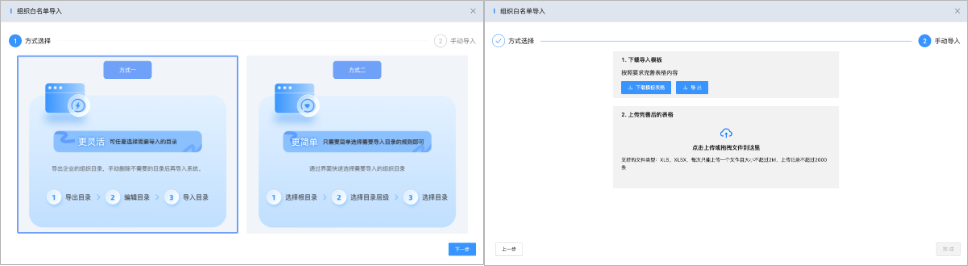 组织白名单导入
1 方式选择
2 手动导入
方式一
更灵活 可任意选择需要导入的目录
导出企业的组织目录，手动删除不需要的目录后再导入系统。
1 导出目录 > 2 编辑目录 > 3 导入目录
方式二
更简单 只需要简单选择需要导入目录的规则即可
通过界面快速选择需要导入的组织目录
1 选择根目录 > 2 选择目录层级 > 3 选择目录
下一步
组织白名单导入
方式选择
2 手动导入
1. 下载导入模板
按照要求完善表格内容
下载模板表格
导出
2. 上传完善后的表格
点击上传或拖拽文件到这里
支持的文件类型：XLS、XLSX，每次只能上传一个文件且大小不超过2M，上传记录不超过2000
条
上一步
完成